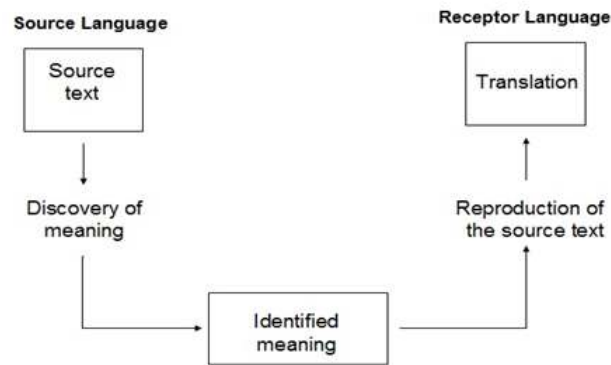 Source Language
Receptor Language
Source
text
Translation
Discovery of
meaning
Reproduction of
the source text
Identified
meaning